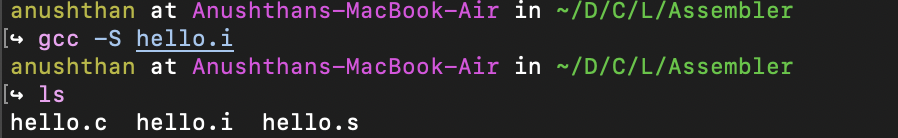 anushthan at Anushthans-MacBook-Air in ~/D/C/L/Assembler
[↪ gcc -S hello.i
anushthan at Anushthans-MacBook-Air in ~/D/C/L/Assembler
[↪ ls
hello.c hello.i hello.s